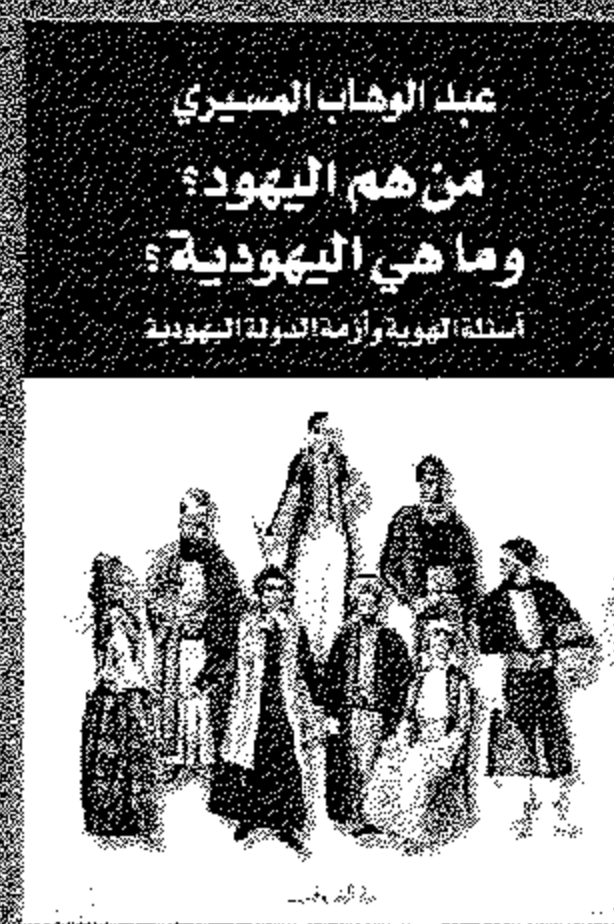 عبد الوهاب المسيري
من هم اليهود؟
وما هي اليهودية؟
أسئلة الهوية وأزمة الدولة اليهودية